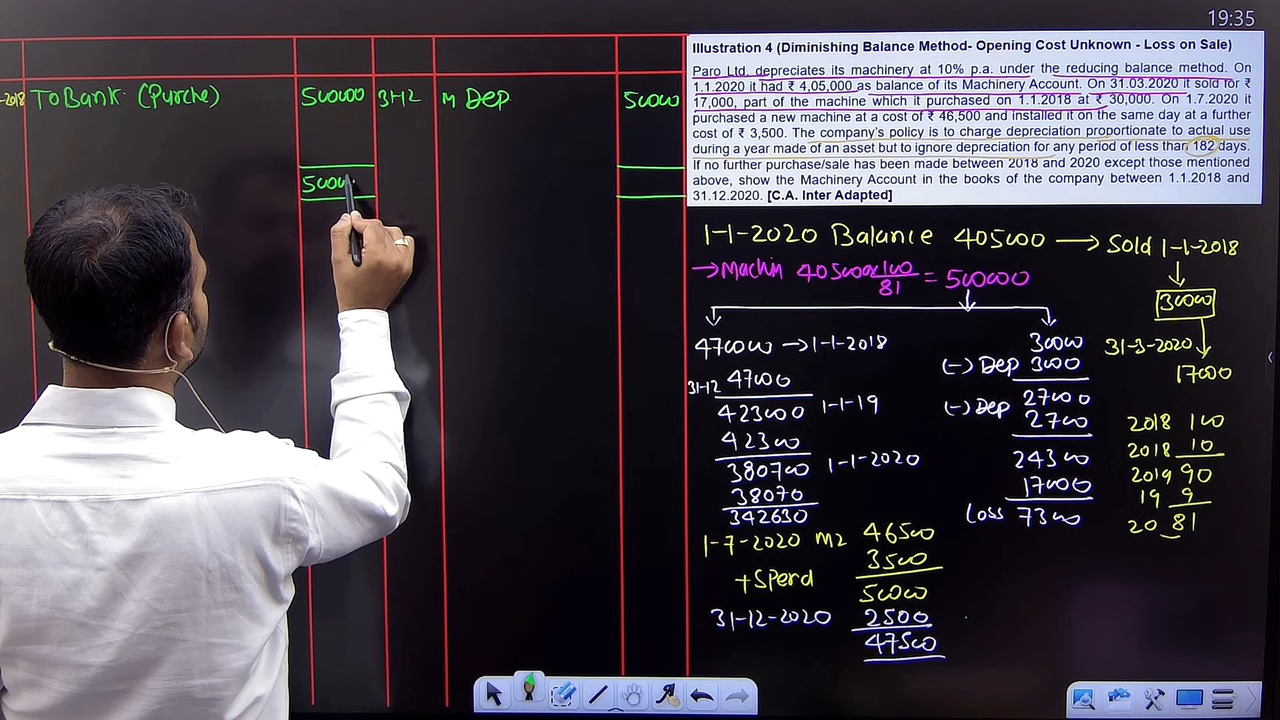 19:35
-2018 To Bank (Purche) 500000 31-12 M Dep 50000
Illustration 4 (Diminishing Balance Method- Opening Cost Unknown - Loss on Sale)
Paro Ltd. depreciates its machinery at 10% p.a. under the reducing balance method. On
1.1.2020 it had ₹ 4,05,000 as balance of its Machinery Account. On 31.03.2020 it sold for ₹
17,000, part of the machine which it purchased on 1.1.2018 at ₹ 30,000. On 1.7.2020 it
purchased a new machine at a cost of ₹ 46,500 and installed it on the same day at a further
cost of ₹ 3,500. The company's policy is to charge depreciation proportionate to actual use
during a year made of an asset but to ignore depreciation for any period of less than 182 days.
If no further purchase/sale has been made between 2018 and 2020 except those mentioned
above, show the Machinery Account in the books of the company between 1.1.2018 and
31.12.2020. [C.A. Inter Adapted]
1-1-2020 Balance 405000 → Sold 1-1-2018
→ Machin 405000x100/81 = 500000
30000
31-3-2020
17000
470000 → 1-1-2018
31-12 47000
423000 1-1-19
42300
380700 1-1-2020
38070
342630
30000
(-) Dep 3000
27000
(-) Dep 2700
24300
17000
Loss 7300
2018 100
2018 10
2019 90
19 9
20 81
1-7-2020 M2 46500
3500
+Spend
50000
31-12-2020 2500
47500